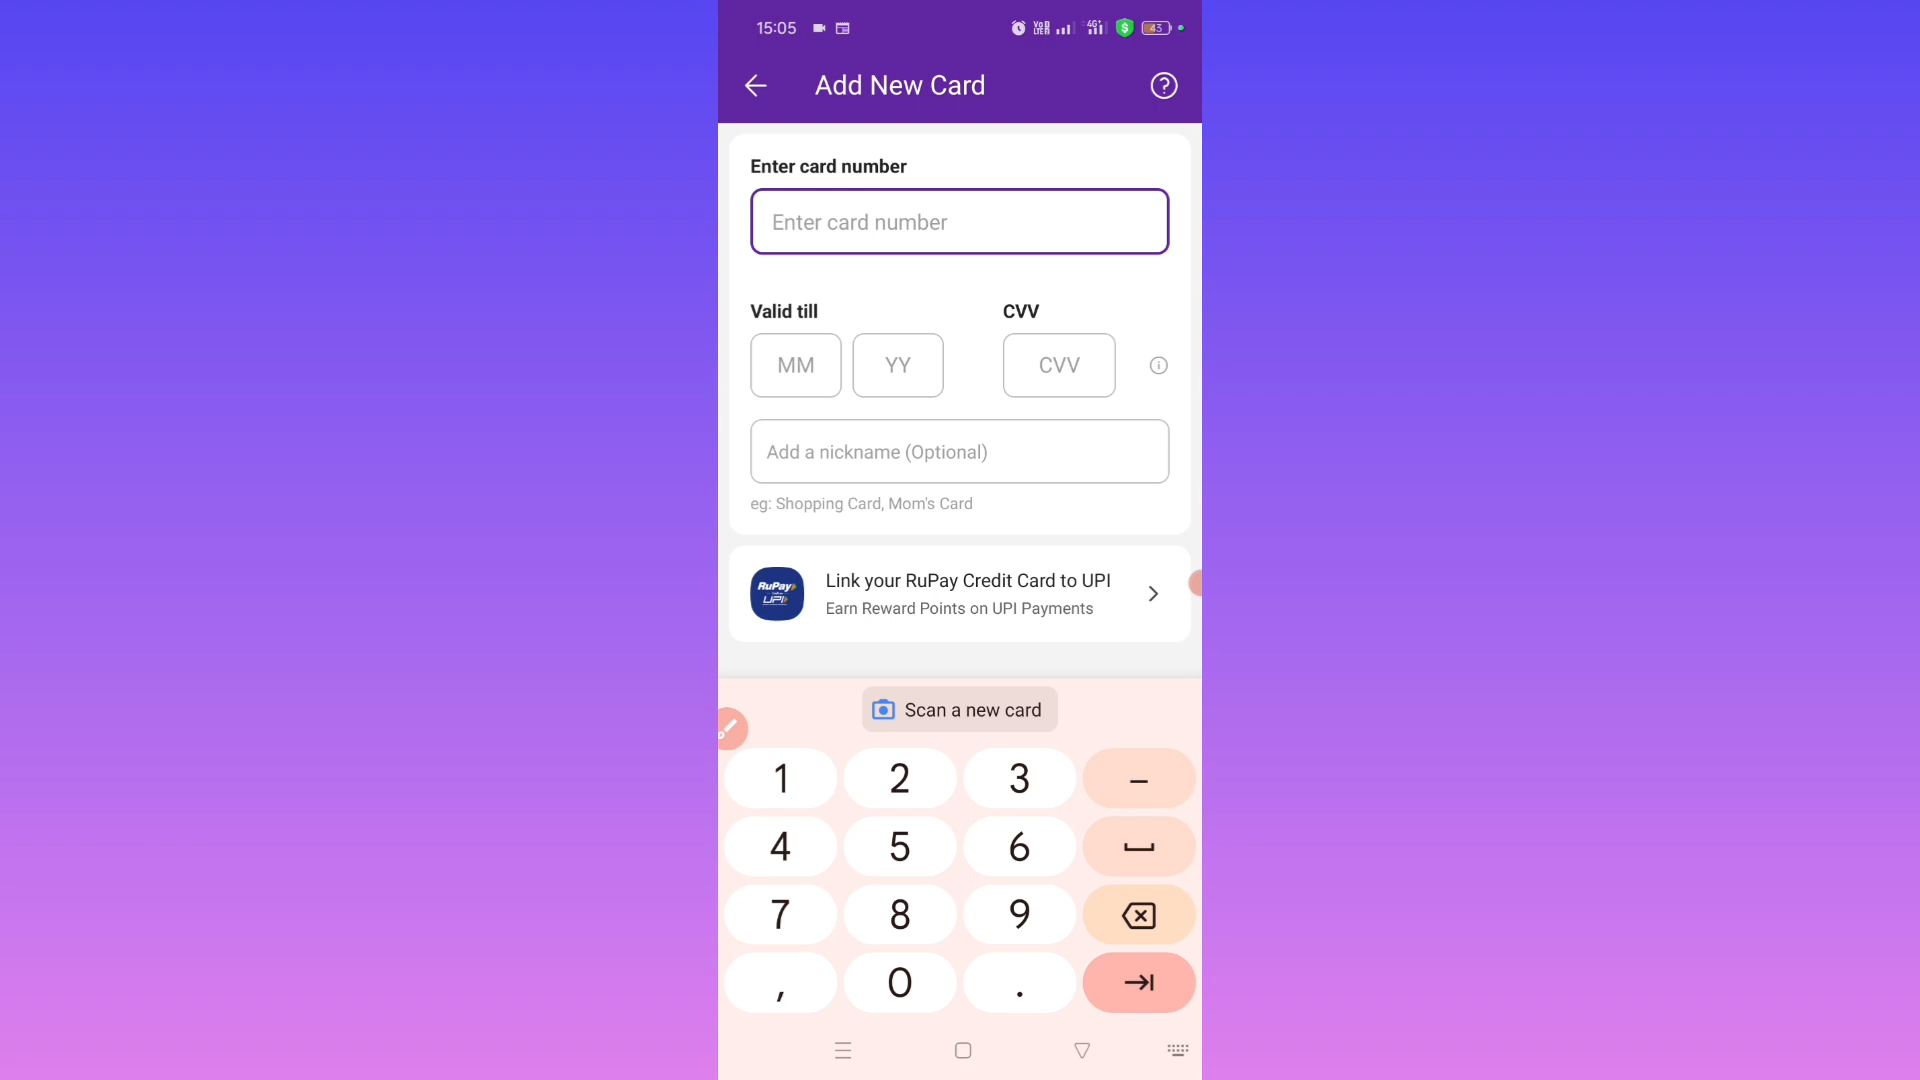 15:05
4G+
43
Add New Card
Enter card number
Enter card number
Valid till
CVV
MM
YY
CVV
Add a nickname (Optional)
eg: Shopping Card, Mom's Card
RuPay
UPI
Link your RuPay Credit Card to UPI
Earn Reward Points on UPI Payments
Scan a new card
1 2 3 –
4 5 6
7 8 9
, 0 .